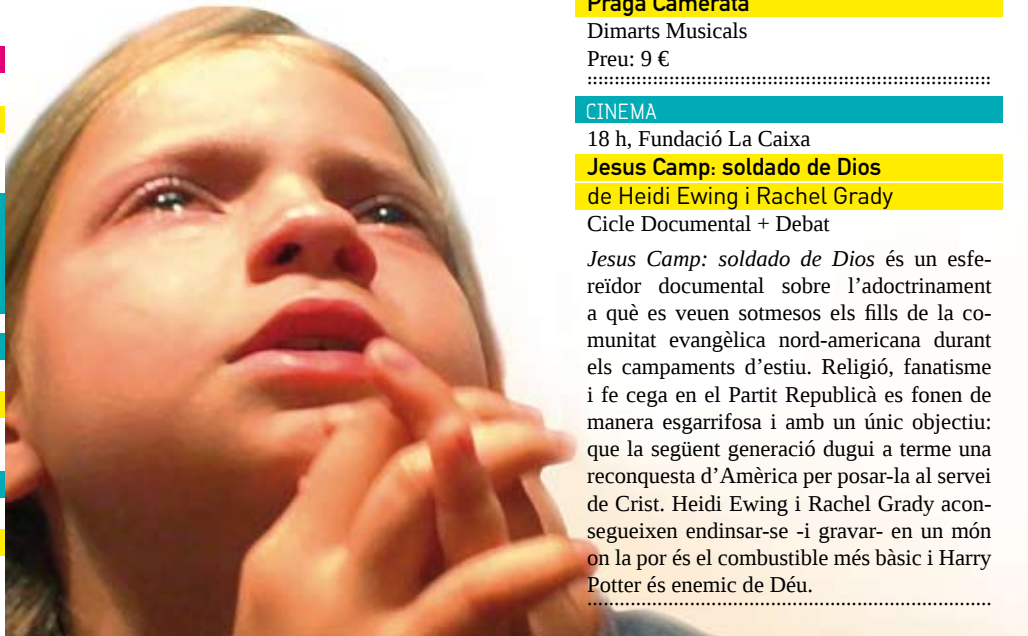 Praga Camerata
Dimarts Musicals
Preu: 9 €
CINEMA
18 h, Fundació La Caixa
Jesus Camp: soldado de Dios
de Heidi Ewing i Rachel Grady
Cicle Documental + Debat
Jesus Camp: soldado de Dios és un esfe-
reïdor documental sobre l’adoctrinament
a què es veuen sotmesos els fills de la co-
munitat evangèlica nord-americana durant
els campaments d’estiu. Religió, fanatisme
i fe cega en el Partit Republicà es fonen de
manera esgarrifosa i amb un únic objectiu:
que la següent generació dugui a terme una
reconquesta d’Amèrica per posar-la al servei
de Crist. Heidi Ewing i Rachel Grady acon-
segueixen endinsar-se -i gravar- en un món
on la por és el combustible més bàsic i Harry
Potter és enemic de Déu.